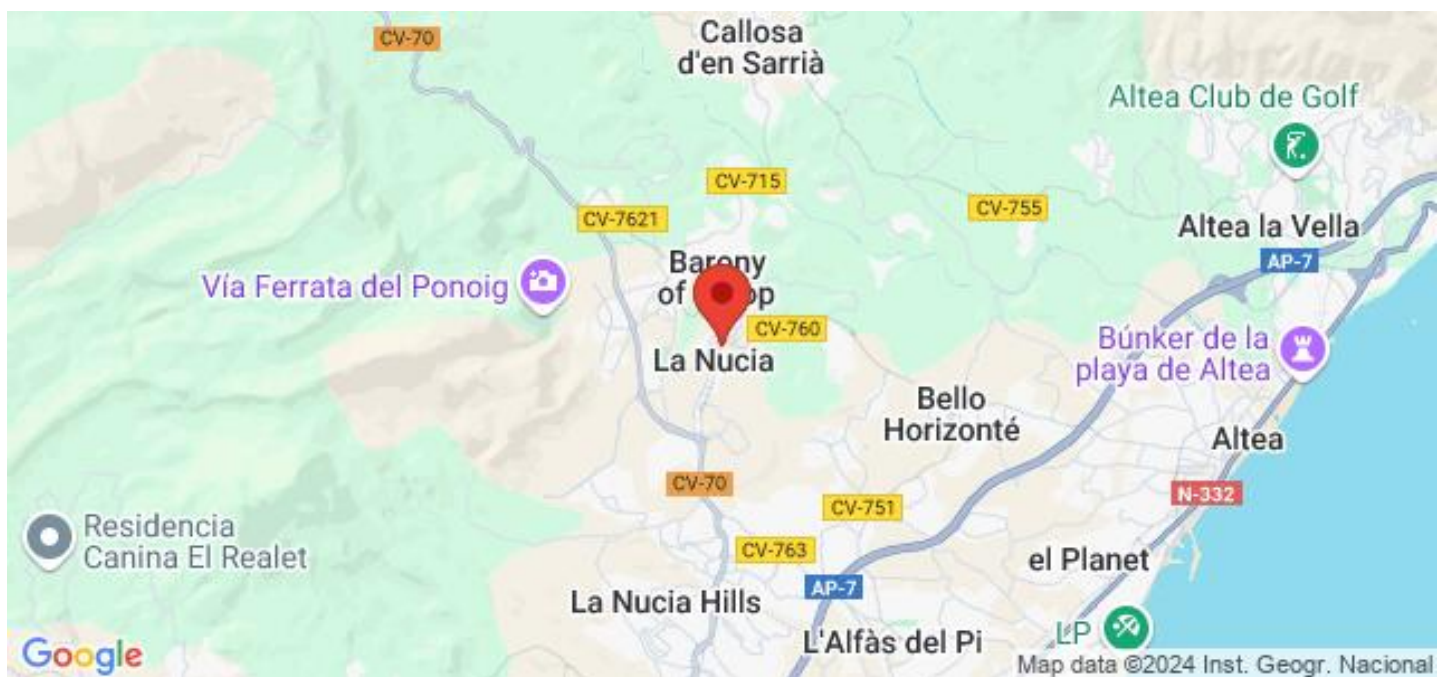 CV-70
Callosa
d'en Sarrià
Altea Club de Golf
CV-715
CV-755
CV-7621
Altea la Vella
AP-7
Barony
Vía Ferrata del Ponoig
CV-760
La Nucia
Búnker de la
playa de Altea
Bello
Horizonté
Altea
CV-70
N-332
CV-751
Residencia
Canina El Realet
CV-763
el Planet
AP-7
La Nucia Hills
LP
L'Alfàs del Pi
Google
Map data ©2024 Inst. Geogr. Nacional